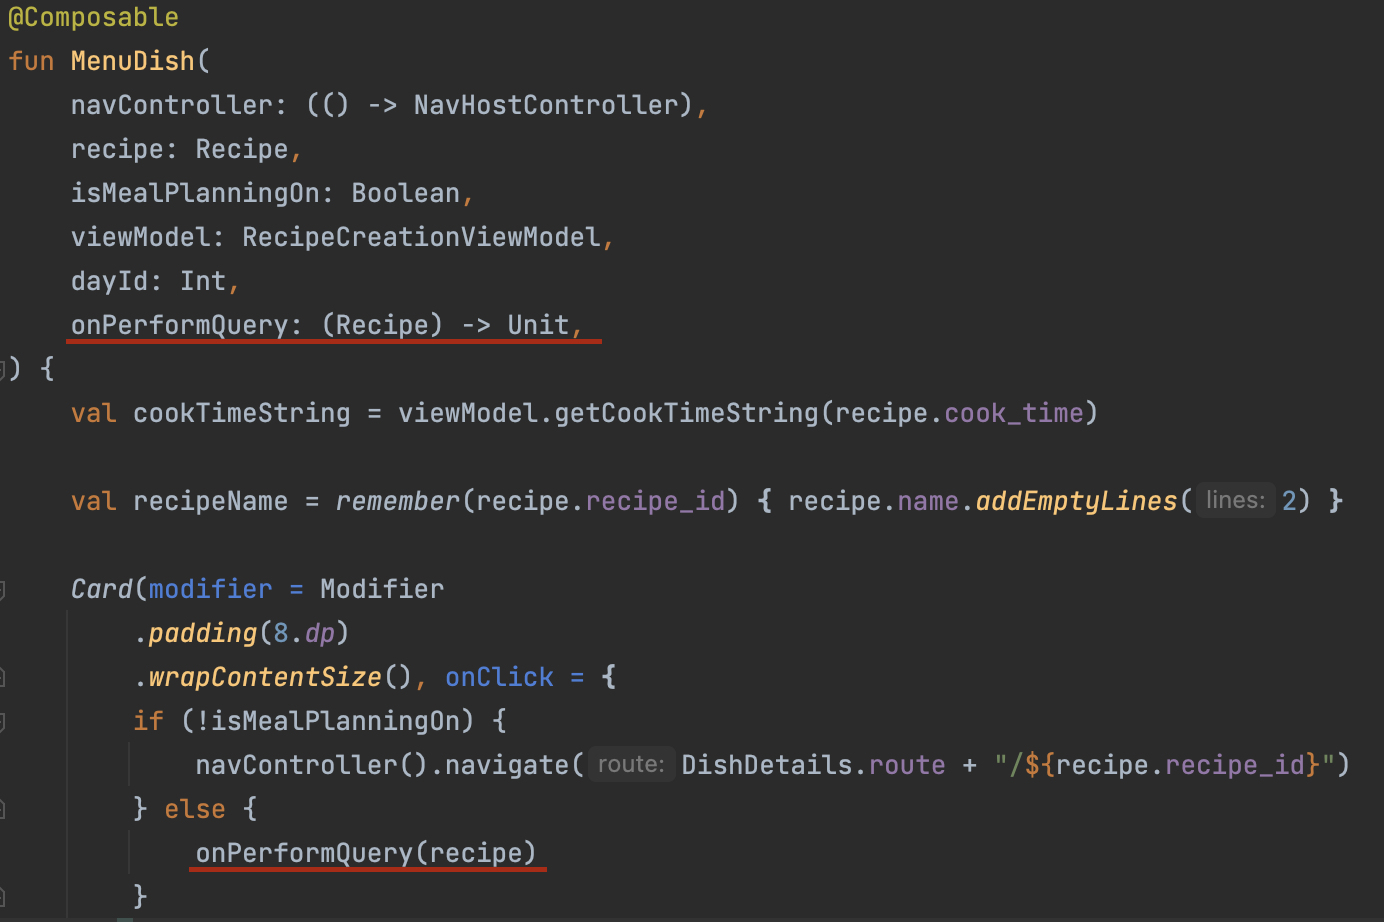 @Composable
fun MenuDish(
    navController: (() -> NavHostController),
    recipe: Recipe,
    isMealPlanningOn: Boolean,
    viewModel: RecipeCreationViewModel,
    dayId: Int,
    onPerformQuery: (Recipe) -> Unit,
) {
    val cookTimeString = viewModel.getCookTimeString(recipe.cook_time)
    val recipeName = remember(recipe.recipe_id) { recipe.name.addEmptyLines( lines: 2) }
    Card(modifier = Modifier
        .padding(8.dp)
        .wrapContentSize(), onClick = {
        if (!isMealPlanningOn) {
            navController().navigate( route: DishDetails.route + "/${recipe.recipe_id}")
        } else {
            onPerformQuery(recipe)
        }